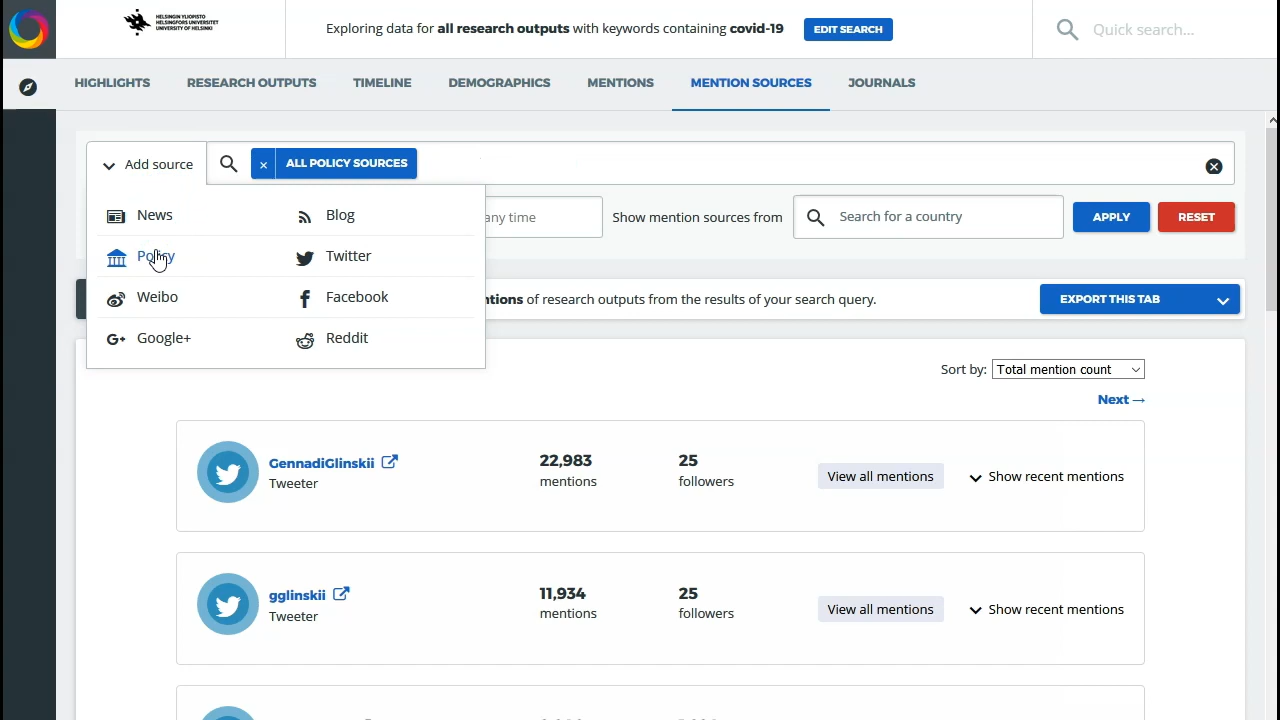 HELSINGIN YLIOPISTO
HELSINGFORS UNIVERSITET
UNIVERSITY OF HELSINKI
Exploring data for all research outputs with keywords containing covid-19
EDIT SEARCH
Quick search...
HIGHLIGHTS
RESEARCH OUTPUTS
TIMELINE
DEMOGRAPHICS
MENTIONS
MENTION SOURCES
JOURNALS
Add source
× ALL POLICY SOURCES
News
Blog
Policy
Twitter
Weibo
Facebook
Google+
Reddit
any time
Show mention sources from
Search for a country
APPLY
RESET
ntions of research outputs from the results of your search query.
EXPORT THIS TAB
Sort by: Total mention count
Next →
GennadiGlinskii
Tweeter
22,983
mentions
25
followers
View all mentions
Show recent mentions
gglinskii
Tweeter
11,934
mentions
25
followers
View all mentions
Show recent mentions